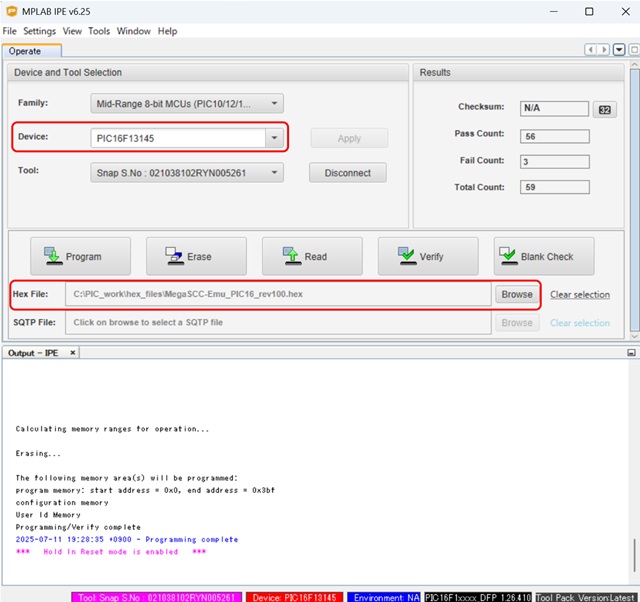 MPLAB IPE v6.25
File Settings View Tools Window Help
Operate
Device and Tool Selection
Family: Mid-Range 8-bit MCUs (PIC10/12/1...
Device: PIC16F13145 Apply
Tool: Snap S.No : 021038102RYN005261 Disconnect
Results
Checksum: N/A 32
Pass Count: 56
Fail Count: 3
Total Count: 59
Program Erase Read Verify Blank Check
Hex File: C:\PIC_work\hex_files\MegaSCC-Emu_PIC16_rev100.hex Browse Clear selection
SQTP File: Click on browse to select a SQTP file Browse Clear selection
Output - IPE ×
Calculating memory ranges for operation...
Erasing...
The following memory area(s) will be programmed:
program memory: start address = 0x0, end address = 0x3bf
configuration memory
User Id Memory
Programming/Verify complete
2025-07-11 19:28:35 +0900 - Programming complete
*** Hold In Reset mode is enabled ***
Tool: Snap S.No : 021038102RYN005261 Device: PIC16F13145 Environment: NA PIC16F1xxxx_DFP 1.26.410 Tool Pack Version:Latest